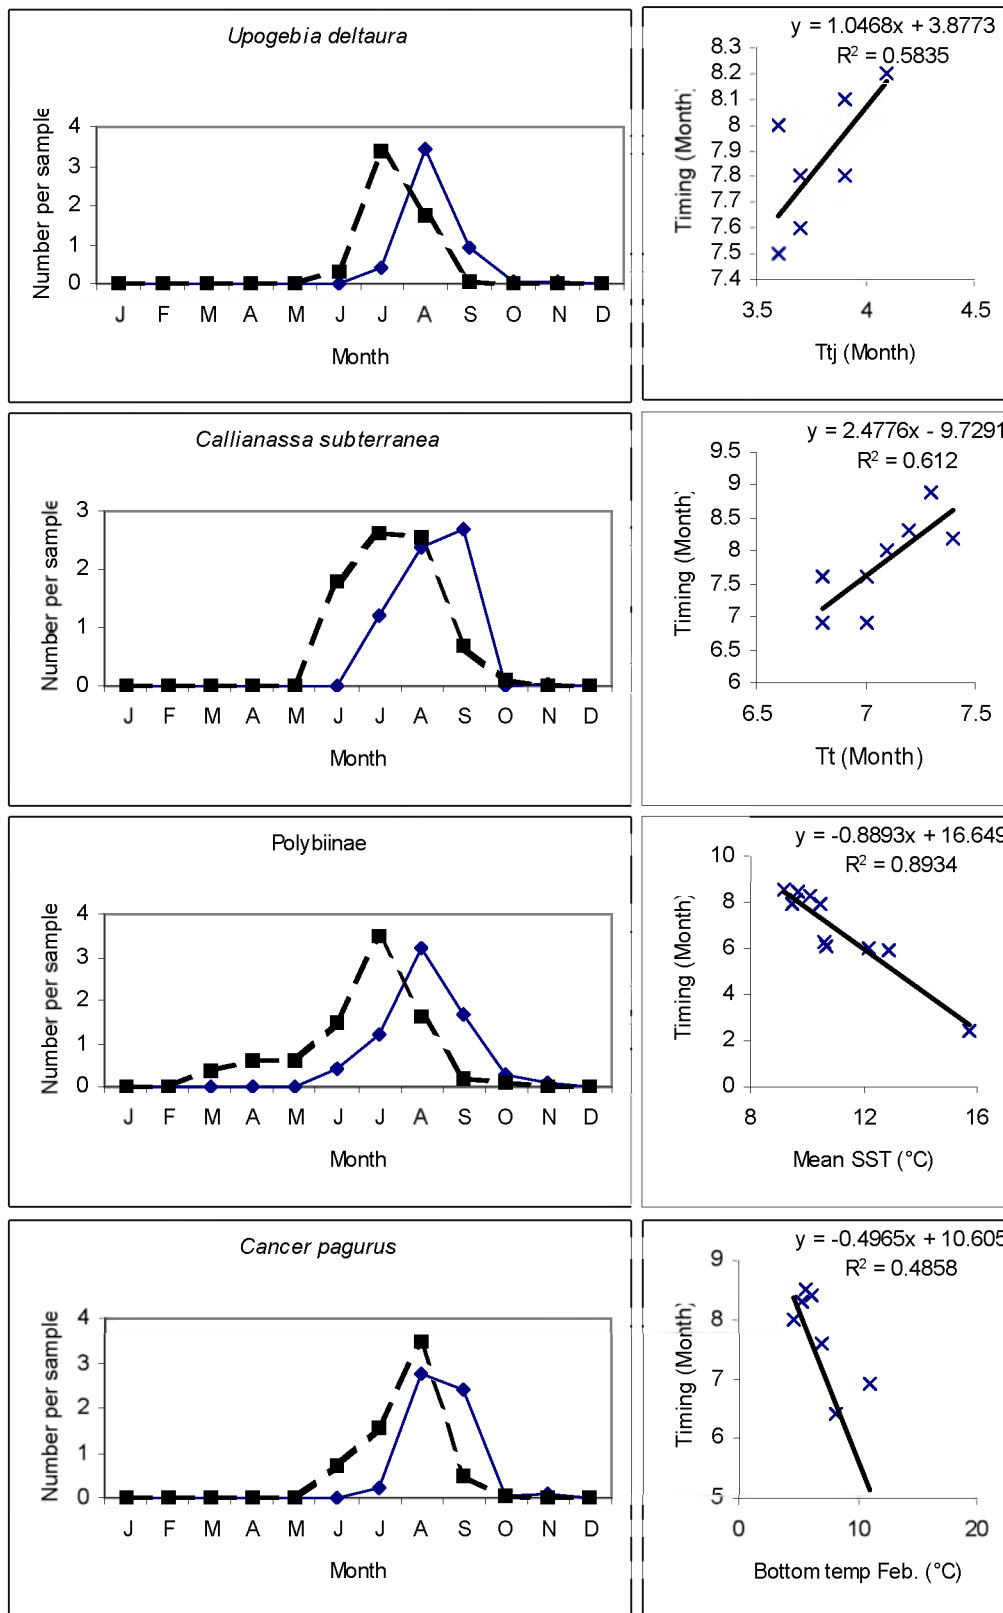 Upogebia deltaura
Number per sample
4
3
2
1
0
J F M A M J J A S O N D
Month
y = 1.0468x + 3.8773
R² = 0.5835
Timing (Month)
8.3
8.2
8.1
8
7.9
7.8
7.7
7.6
7.5
7.4
3.5 4 4.5
Ttj (Month)
Callianassa subterranea
Number per sample
3
2
1
0
J F M A M J J A S O N D
Month
y = 2.4776x - 9.7291
R² = 0.612
Timing (Month)
9.5
9
8.5
8
7.5
7
6.5
6
6.5 7 7.5
Tt (Month)
Polybiinae
Number per sample
4
3
2
1
0
J F M A M J J A S O N D
Month
y = -0.8893x + 16.649
R² = 0.8934
Timing (Month)
10
8
6
4
2
0
8 12 16
Mean SST (°C)
Cancer pagurus
Number per sample
4
3
2
1
0
J F M A M J J A S O N D
Month
y = -0.4965x + 10.605
R² = 0.4858
Timing (Month)
9
8
7
6
5
0 10 20
Bottom temp Feb. (°C)